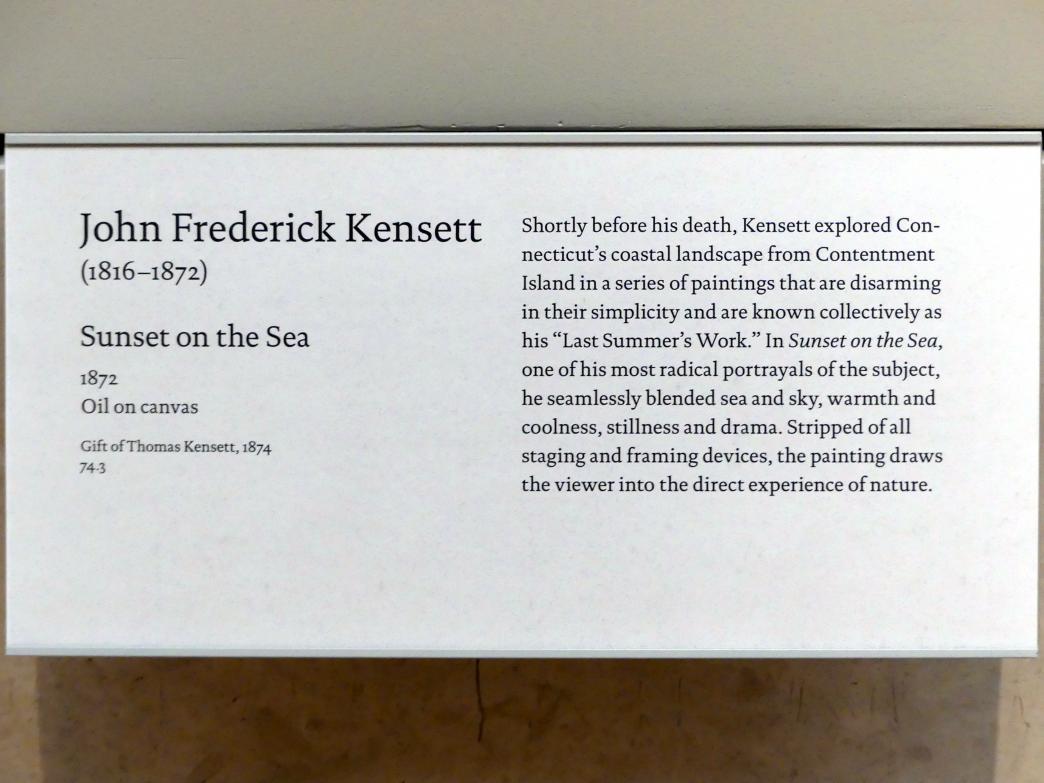 John Frederick Kensett
(1816–1872)
Sunset on the Sea
1872
Oil on canvas
Gift of Thomas Kensett, 1874
74.3
Shortly before his death, Kensett explored Con-
necticut’s coastal landscape from Contentment
Island in a series of paintings that are disarming
in their simplicity and are known collectively as
his “Last Summer’s Work.” In Sunset on the Sea,
one of his most radical portrayals of the subject,
he seamlessly blended sea and sky, warmth and
coolness, stillness and drama. Stripped of all
staging and framing devices, the painting draws
the viewer into the direct experience of nature.